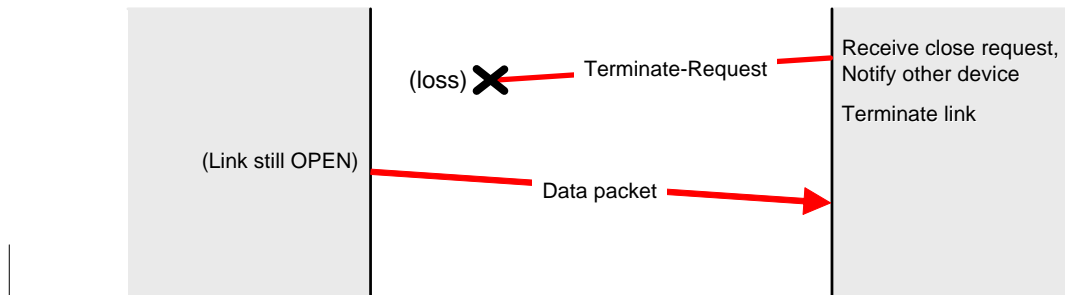 Receive close request,
Notify other device
(loss)
Terminate-Request
Terminate link
(Link still OPEN)
Data packet